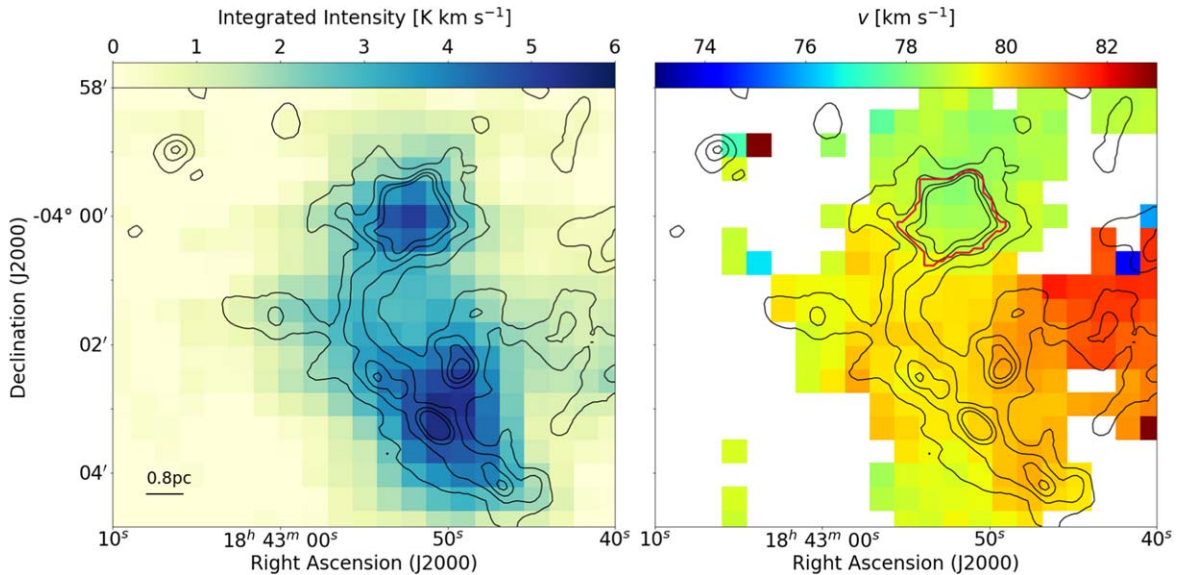 Integrated Intensity [K km s⁻¹]
0 1 2 3 4 5 6
58′
-04° 00′
02′
04′
Declination (J2000)
0.8pc
10ˢ 18ʰ 43ᵐ 00ˢ 50ˢ 40ˢ
Right Ascension (J2000)
v [km s⁻¹]
74 76 78 80 82
10ˢ 18ʰ 43ᵐ 00ˢ 50ˢ 40ˢ
Right Ascension (J2000)